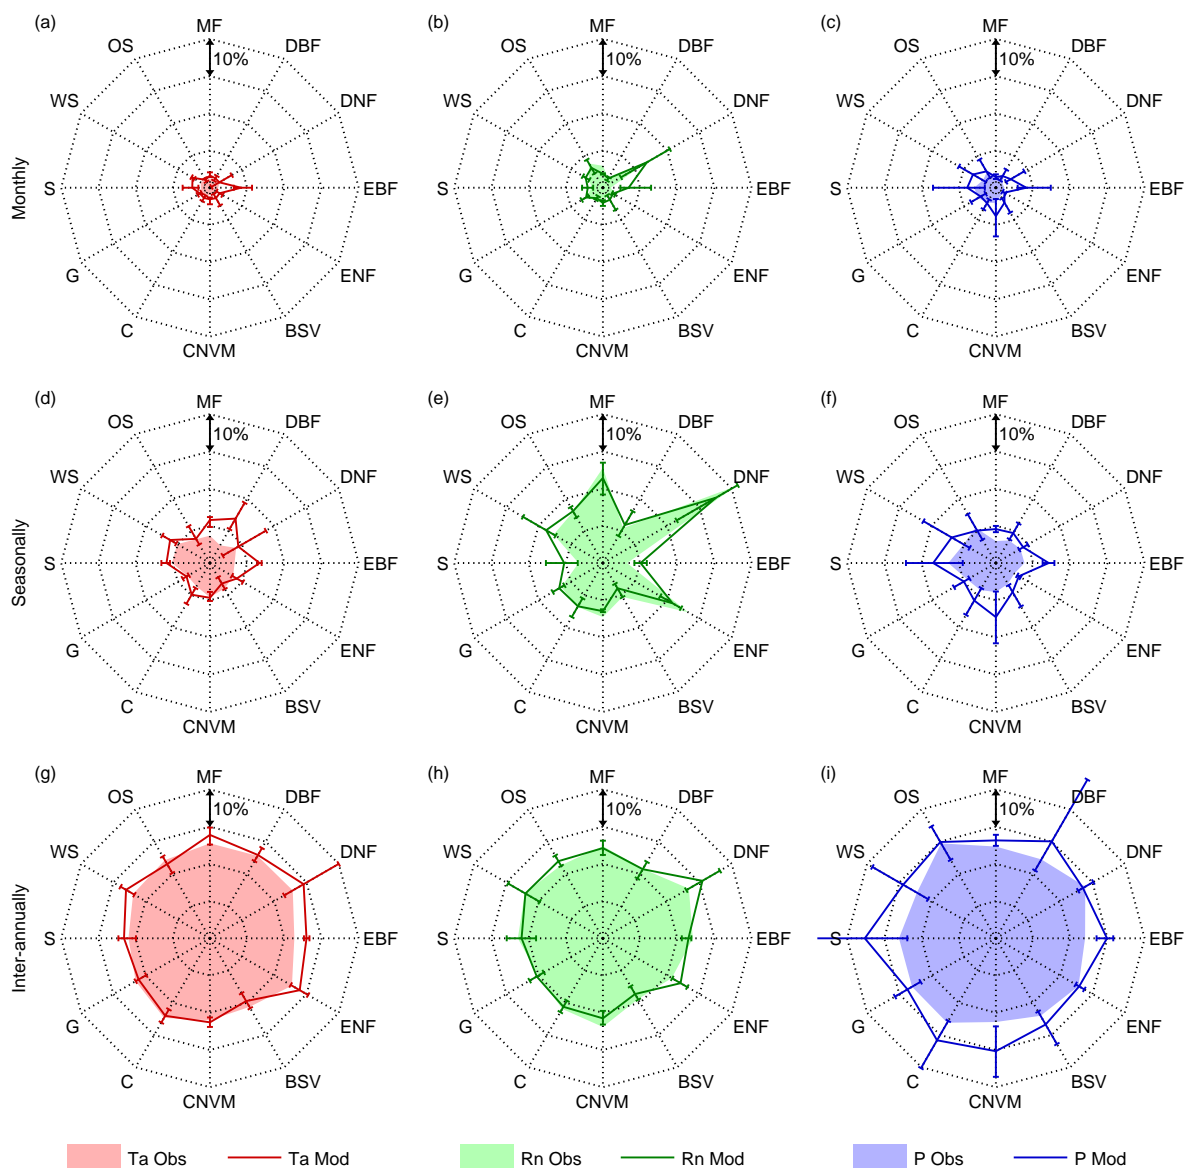 (a) (b) (c)
MF MF MF
OS DBF OS DBF OS DBF
10% 10% 10%
WS DNF WS DNF WS DNF
Monthly
S EBF S EBF S EBF
G ENF G ENF G ENF
C BSV C BSV C BSV
CNVM CNVM CNVM
(d) (e) (f)
MF MF MF
OS DBF OS DBF OS DBF
10% 10% 10%
WS DNF WS DNF WS DNF
Seasonally
S EBF S EBF S EBF
G ENF G ENF G ENF
C BSV C BSV C BSV
CNVM CNVM CNVM
(g) (h) (i)
MF MF MF
OS DBF OS DBF OS DBF
10% 10% 10%
WS DNF WS DNF WS DNF
Inter-annually
S EBF S EBF S EBF
G ENF G ENF G ENF
C BSV C BSV C BSV
CNVM CNVM CNVM
Ta Obs Ta Mod Rn Obs Rn Mod P Obs P Mod